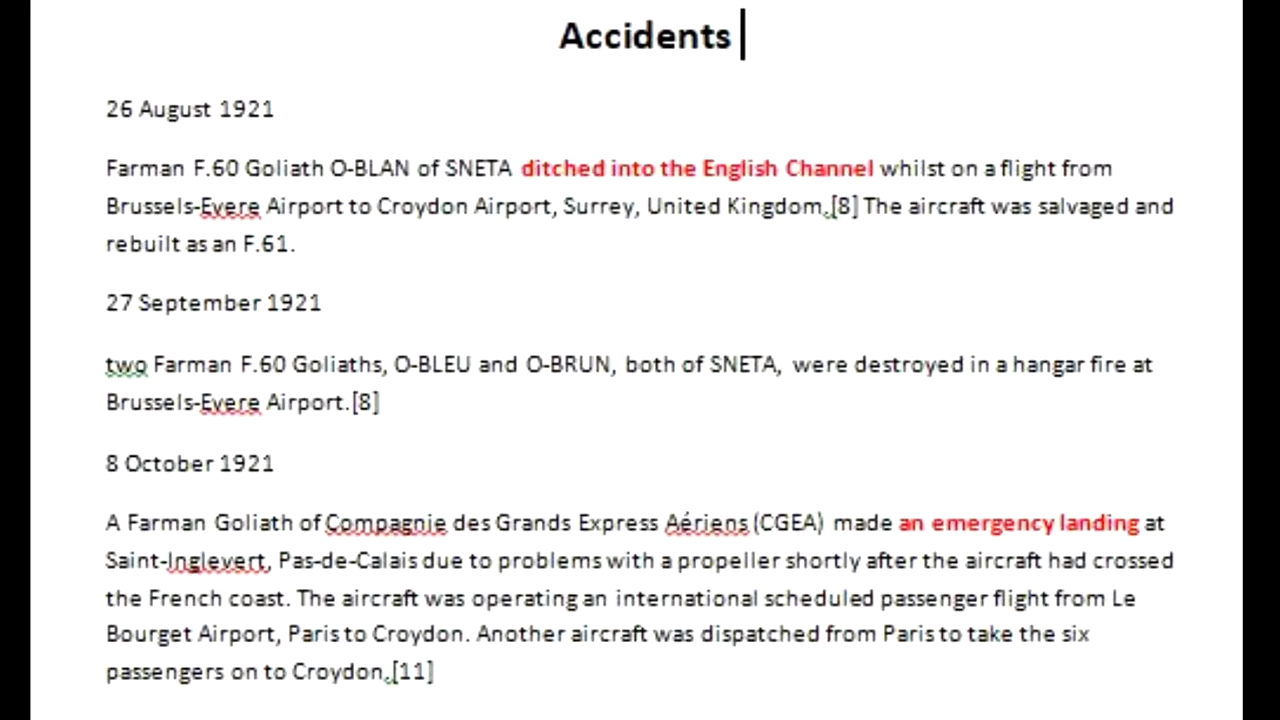 Accidents
26 August 1921
Farman F.60 Goliath O-BLAN of SNETA ditched into the English Channel whilst on a flight from
Brussels-Evere Airport to Croydon Airport, Surrey, United Kingdom.[8] The aircraft was salvaged and
rebuilt as an F.61.
27 September 1921
two Farman F.60 Goliaths, O-BLEU and O-BRUN, both of SNETA, were destroyed in a hangar fire at
Brussels-Evere Airport.[8]
8 October 1921
A Farman Goliath of Compagnie des Grands Express Aériens (CGEA) made an emergency landing at
Saint-Inglevert, Pas-de-Calais due to problems with a propeller shortly after the aircraft had crossed
the French coast. The aircraft was operating an international scheduled passenger flight from Le
Bourget Airport, Paris to Croydon. Another aircraft was dispatched from Paris to take the six
passengers on to Croydon.[11]